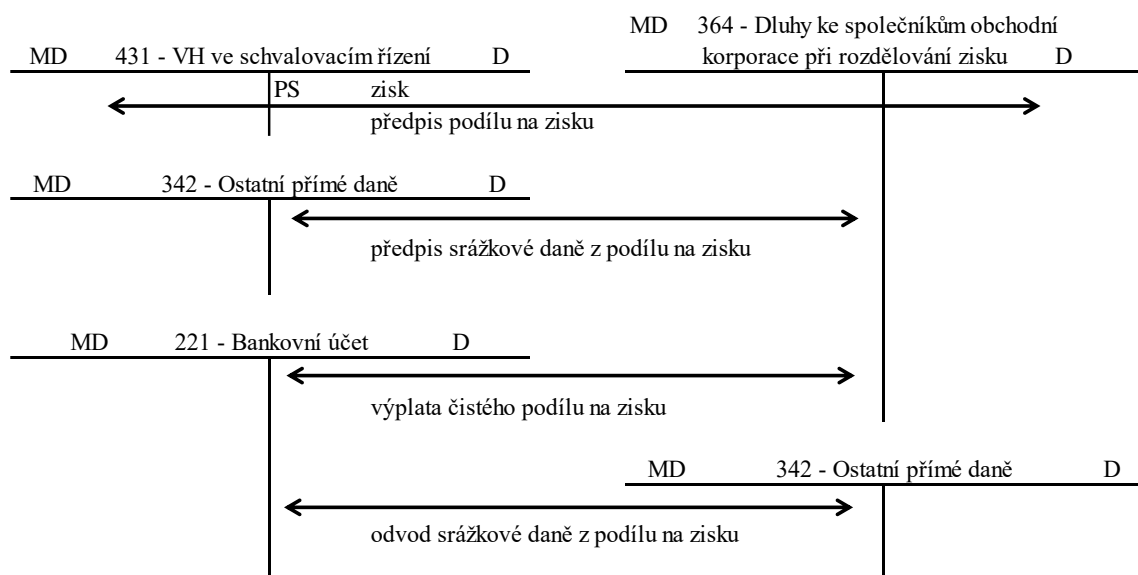 MD 364 - Dluhy ke společníkům obchodní
MD 431 - VH ve schvalovacím řízení D
korporace při rozdělování zisku D
PS zisk
předpis podílu na zisku
MD 342 - Ostatní přímé daně D
předpis srážkové daně z podílu na zisku
MD 221 - Bankovní účet D
výplata čistého podílu na zisku
MD 342 - Ostatní přímé daně D
odvod srážkové daně z podílu na zisku